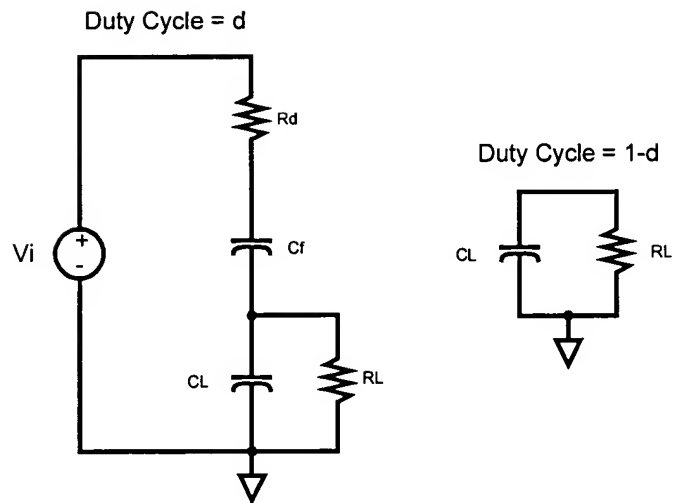 Duty Cycle = d
Rd
Duty Cycle = 1-d
Vi
+
-
Cf
CL
RL
CL
RL